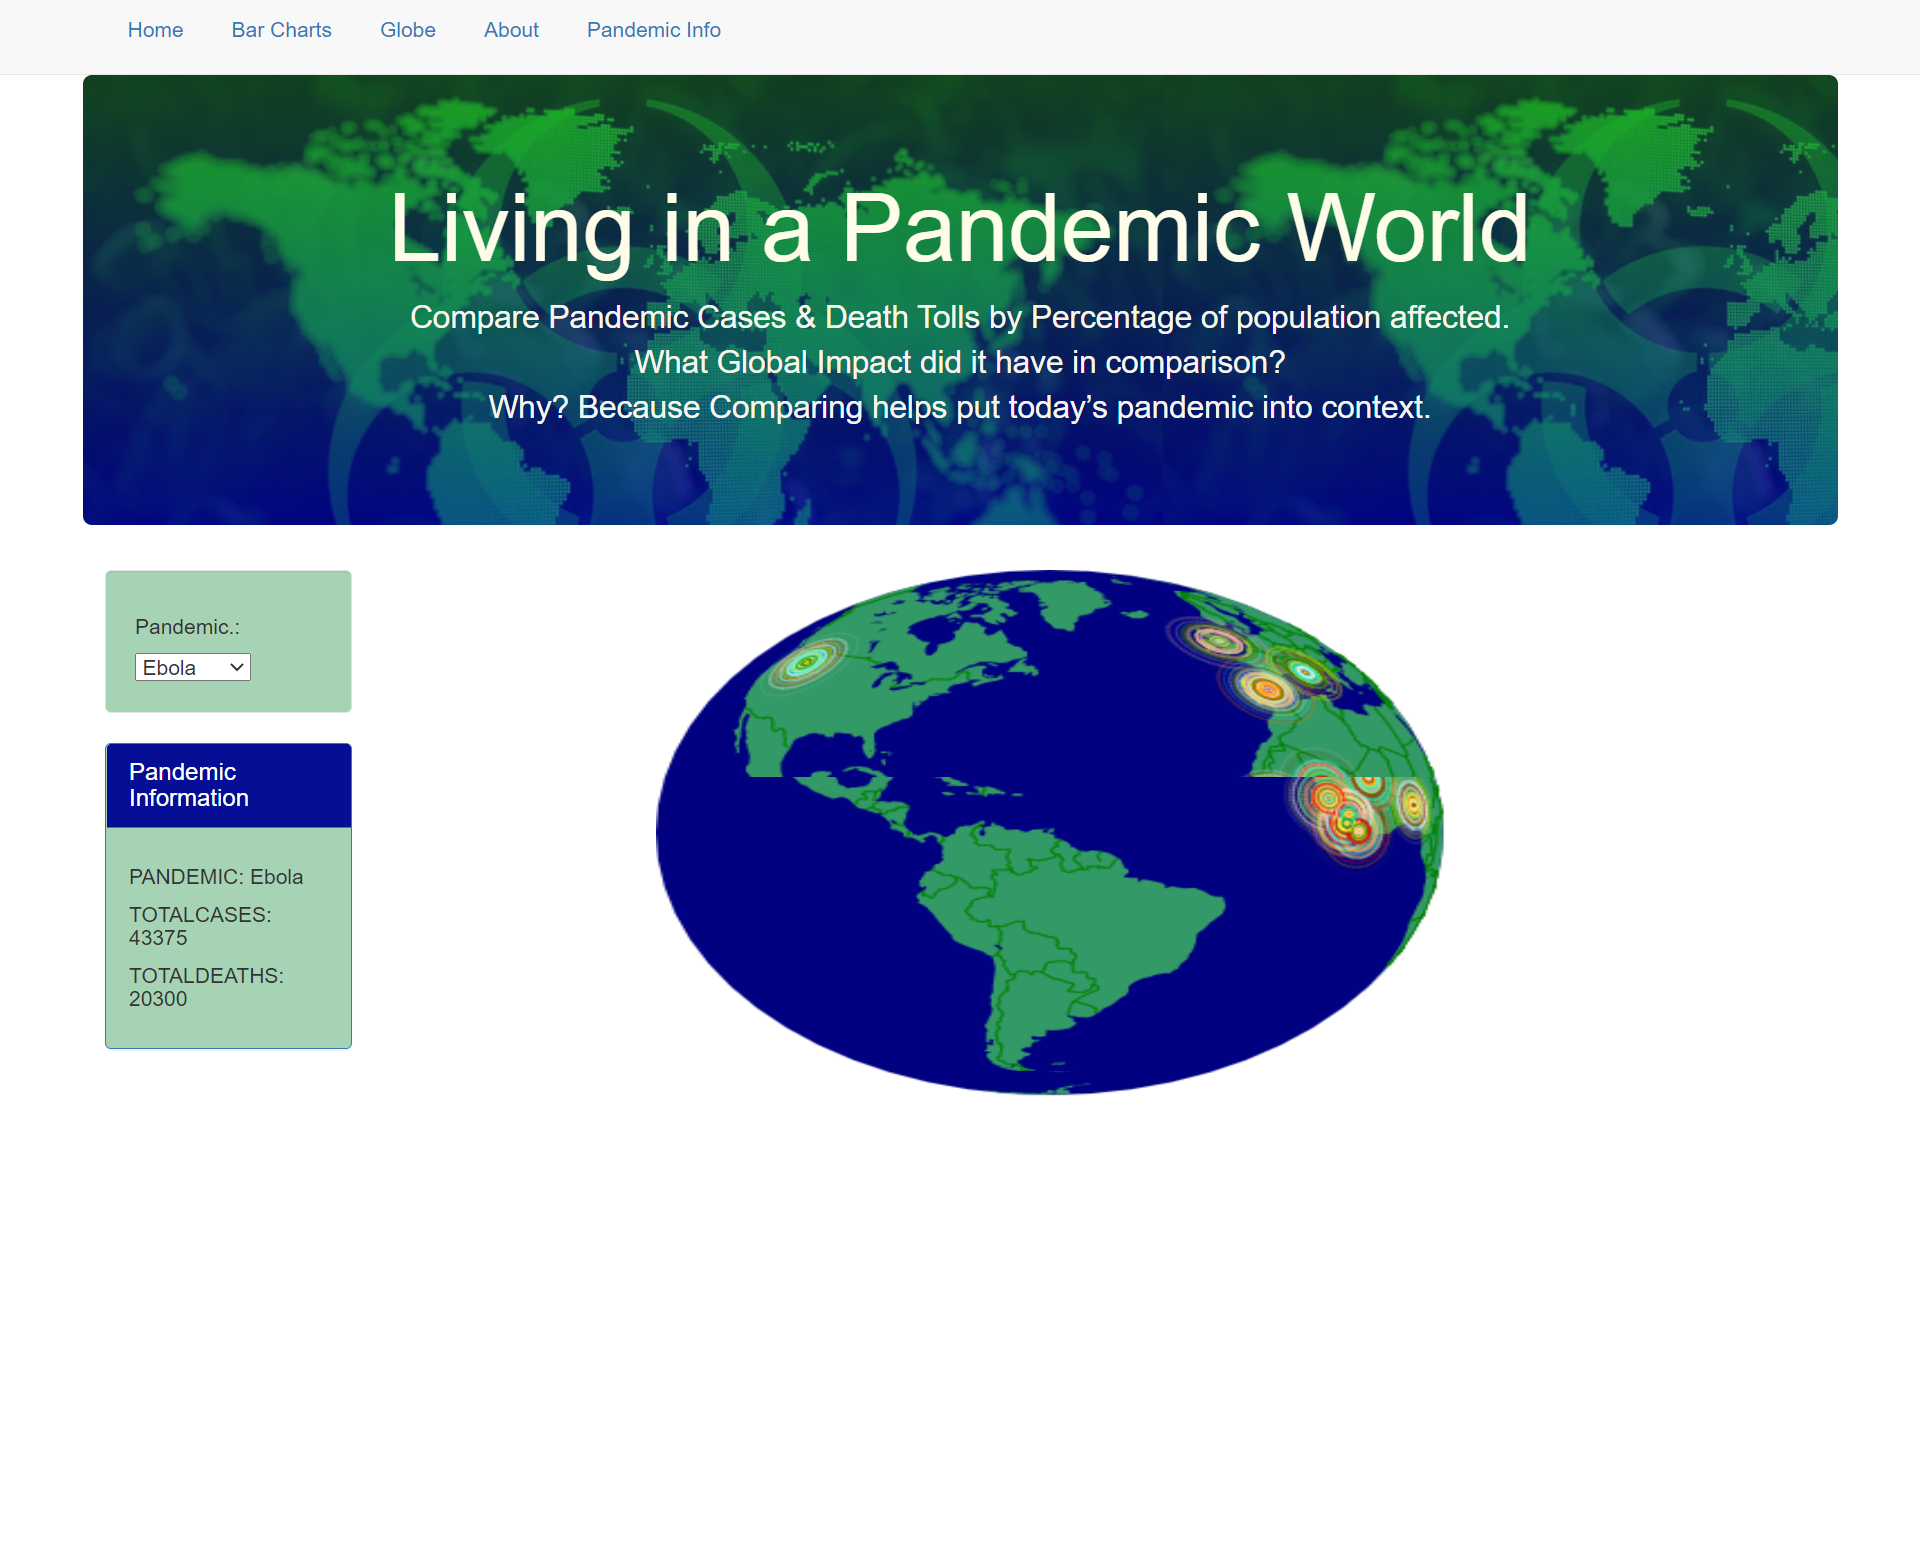 Home Bar Charts Globe About Pandemic Info
Living in a Pandemic World
Compare Pandemic Cases & Death Tolls by Percentage of population affected.
What Global Impact did it have in comparison?
Why? Because Comparing helps put today’s pandemic into context.
Pandemic.:
Ebola
Pandemic
Information
PANDEMIC: Ebola
TOTALCASES:
43375
TOTALDEATHS:
20300